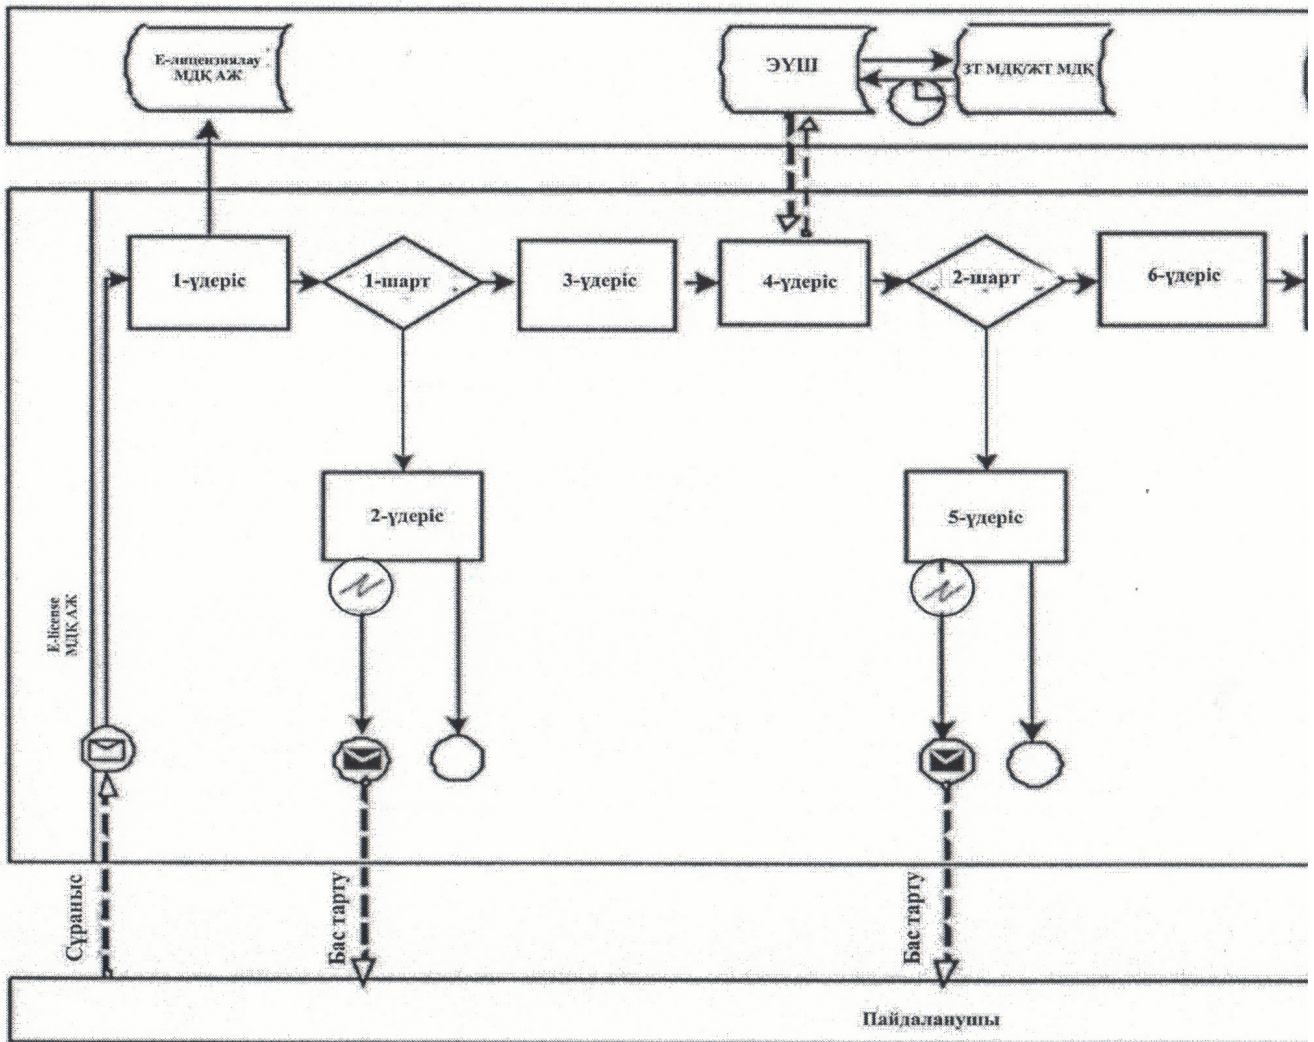 Е-лицензиялау
МДҚ АЖ
ЭҮШ
ЗТ МДҚ/ЖТ МДҚ
1-үдеріс
1-шарт
3-үдеріс
4-үдеріс
2-шарт
6-үдеріс
2-үдеріс
5-үдеріс
E-license
МДҚ АЖ
Сұраныс
Бас тарту
Бас тарту
Пайдаланушы